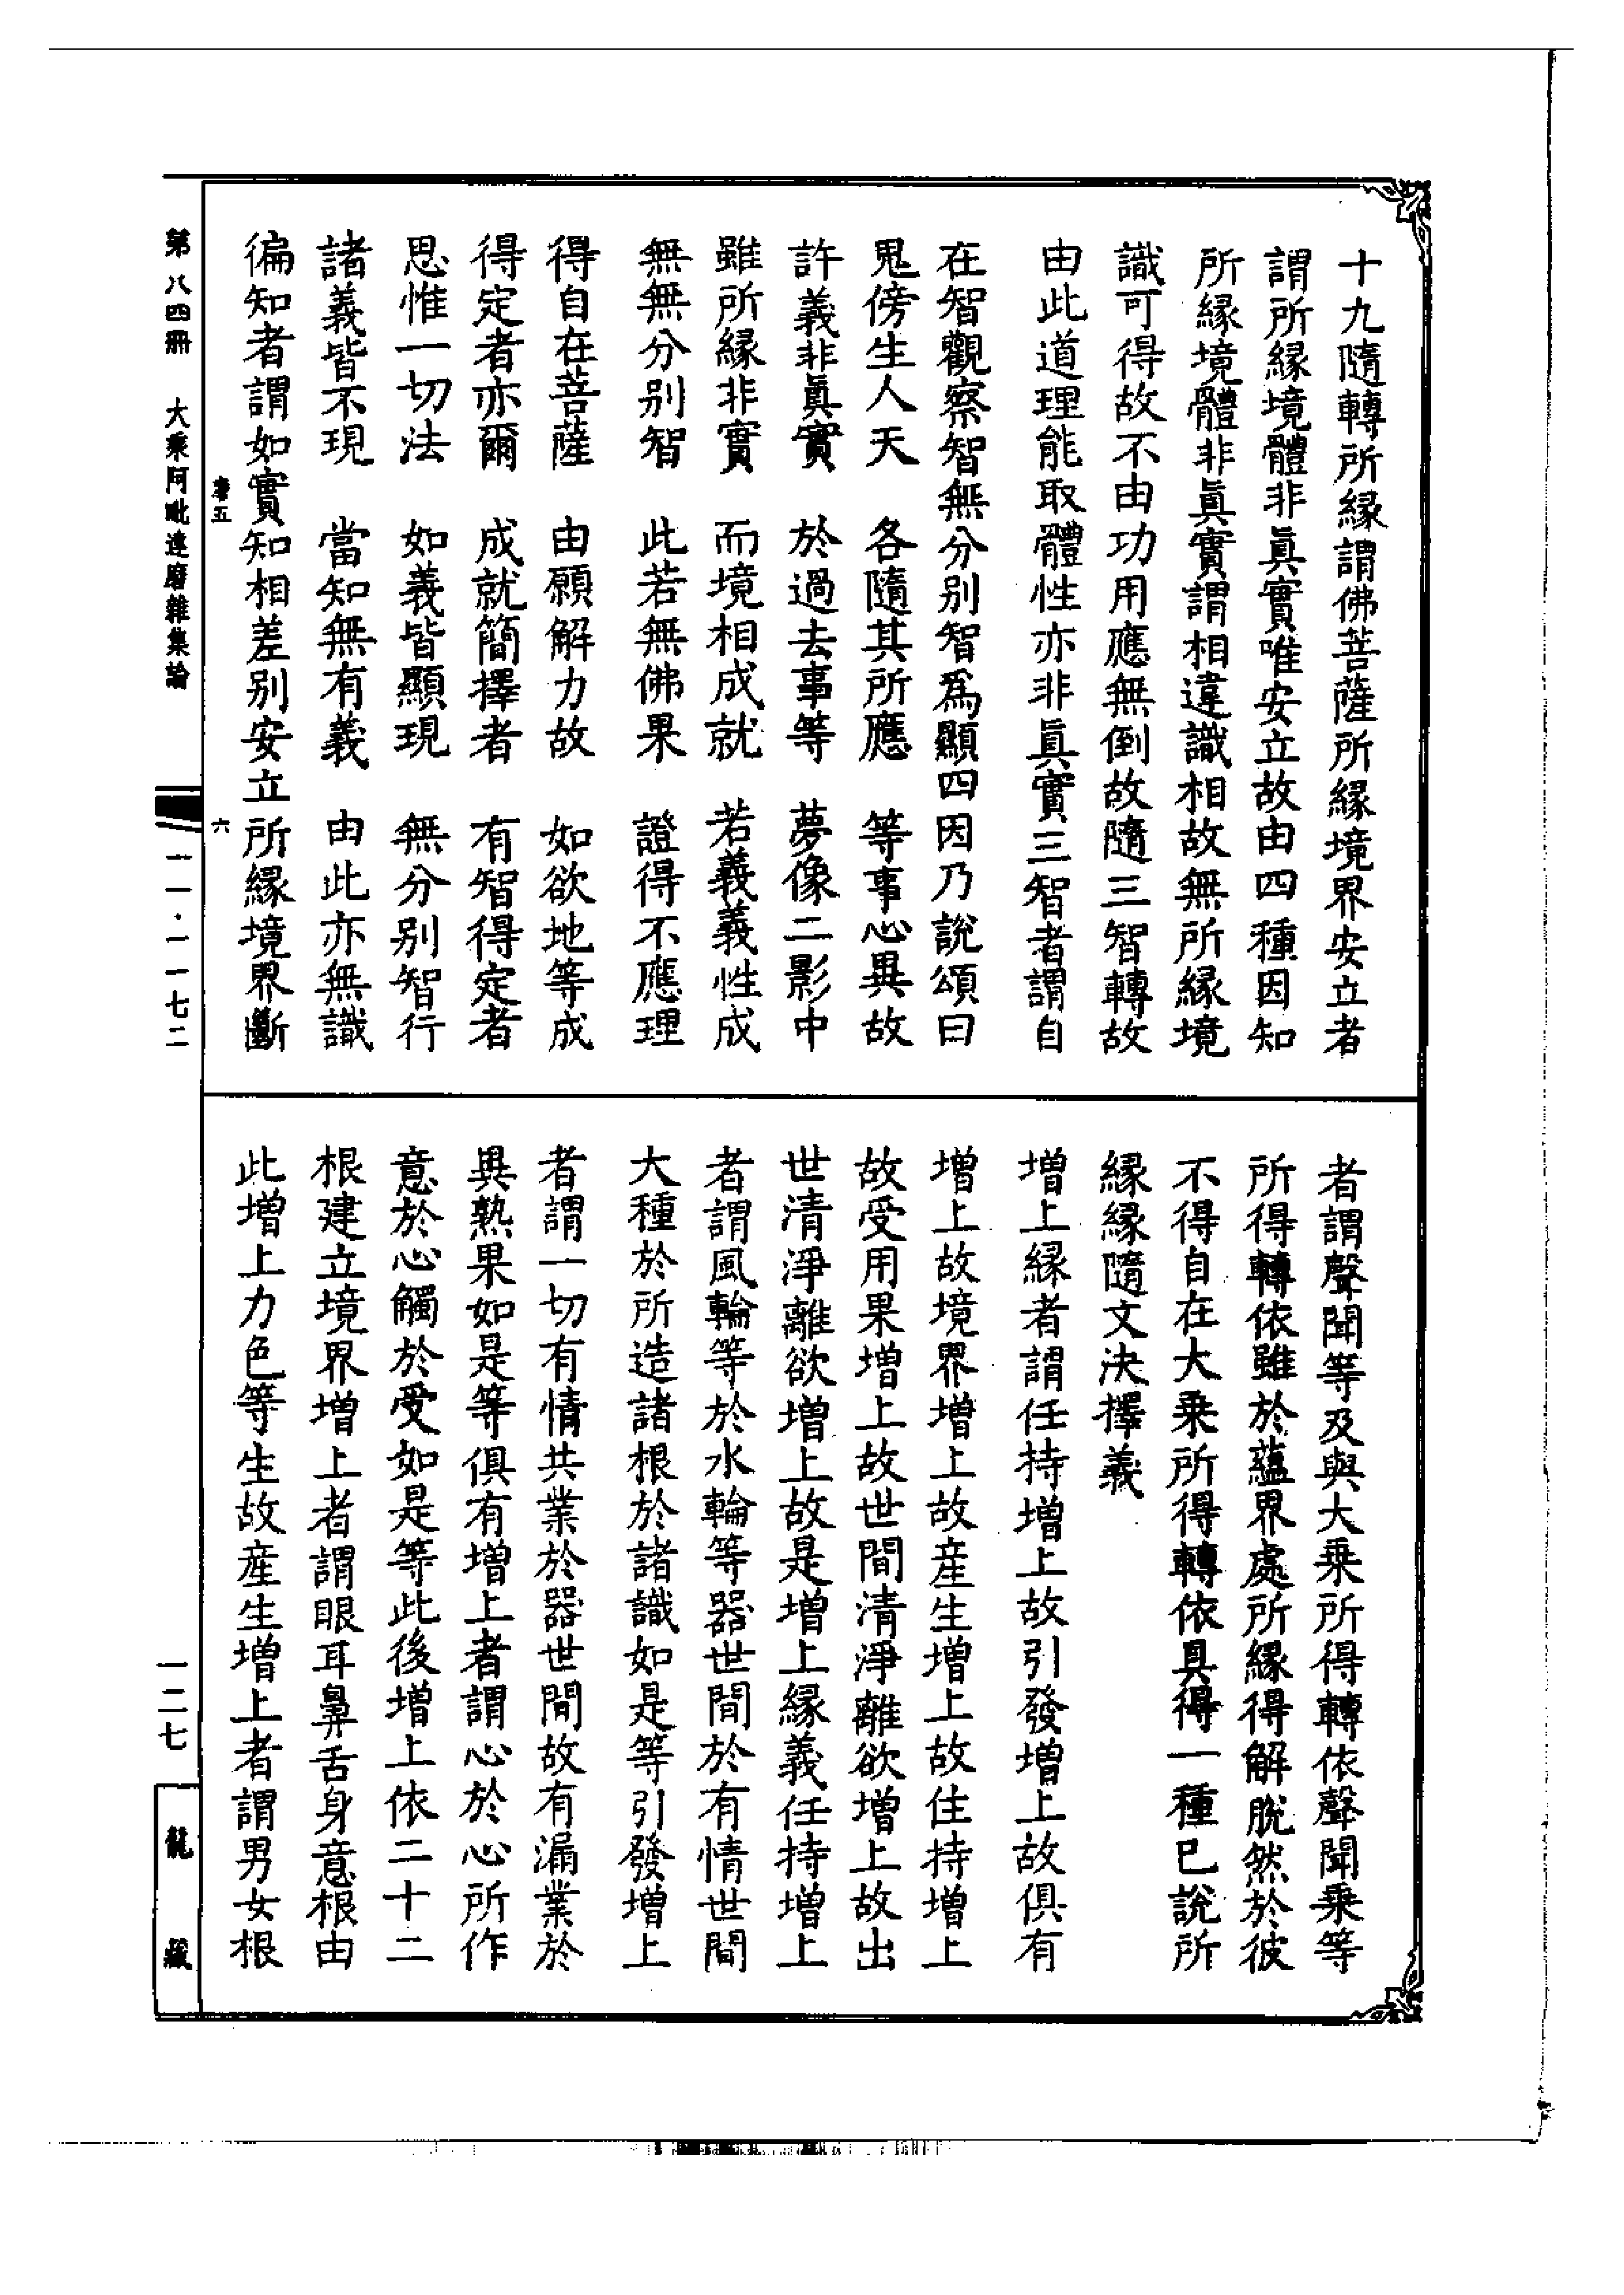 十九隨轉所緣謂佛菩薩所緣境界安立者
謂所緣境體非眞實唯安立故由四種因知
所緣境體非眞實謂相違識相故無所緣境
識可得故不由功用應無倒故隨三智轉故
由此道理能取體性亦非眞實三智者謂自
在智觀察智無分别智爲顯四因乃說頌曰
鬼傍生人天　各隨其所應　等事心異故
許義非眞實　於過去事等　夢像二影中
雖所緣非實　而境相成就　若義義性成
無無分别智　此若無佛果　證得不應理
得自在菩薩　由願解力故　如欲地等成
得定者亦爾　成就簡擇者　有智得定者
思惟一切法　如義皆顯現　無分别智行
諸義皆不現　當知無有義　由此亦無識
徧知者謂如實知相差别安立所緣境界斷
者謂聲聞等及與大乘所得轉依聲聞乘等
所得轉依雖於蘊界處所緣得解脫然於彼
不得自在大乘所得轉依具得一種已說所
緣緣隨文決擇義
增上緣者謂任持增上故引發增上故俱有
增上故境界增上故産生增上故住持增上
故受用果增上故世間清淨離欲增上故出
世清淨離欲增上故是增上緣義任持增上
者謂風輪等於水輪等器世間於有情世間
大種於所造諸根於諸識如是等引發增上
者謂一切有情共業於器世間故有漏業於
異熟果如是等俱有增上者謂心於心所作
意於心觸於受如是等此後增上依二十二
根建立境界增上者謂眼耳鼻舌身意根由
此增上力色等生故産生增上者謂男女根
唐五
六
第八四冊　大乘阿毗達磨雜集論
一一·一一七二
一二七
龍藏